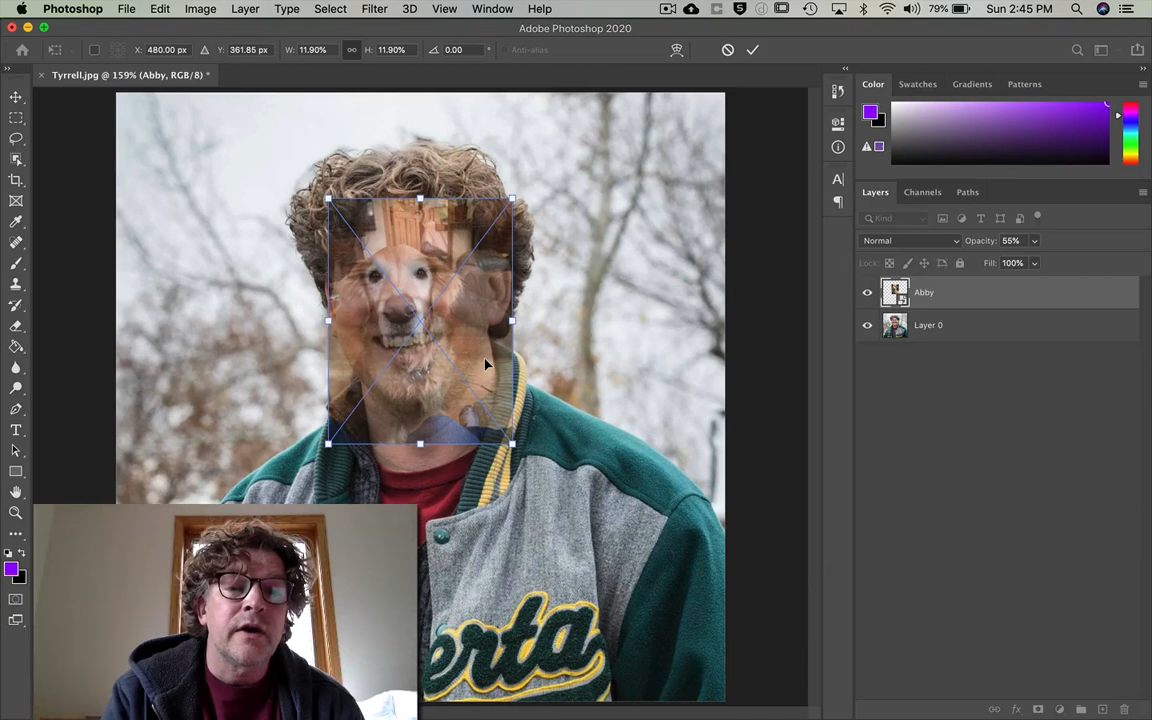 Photoshop File Edit Image Layer Type Select Filter 3D View Window Help 79% Sun 2:45 PM
Adobe Photoshop 2020
X: 480.00 px Y: 361.85 px W: 11.90% H: 11.90% 0.00 ° Anti-alias
Tyrrell.jpg @ 159% (Abby, RGB/8) *
Color Swatches Gradients Patterns
Layers Channels Paths
Kind
Normal Opacity: 55%
Lock: Fill: 100%
Abby
Layer 0
erta